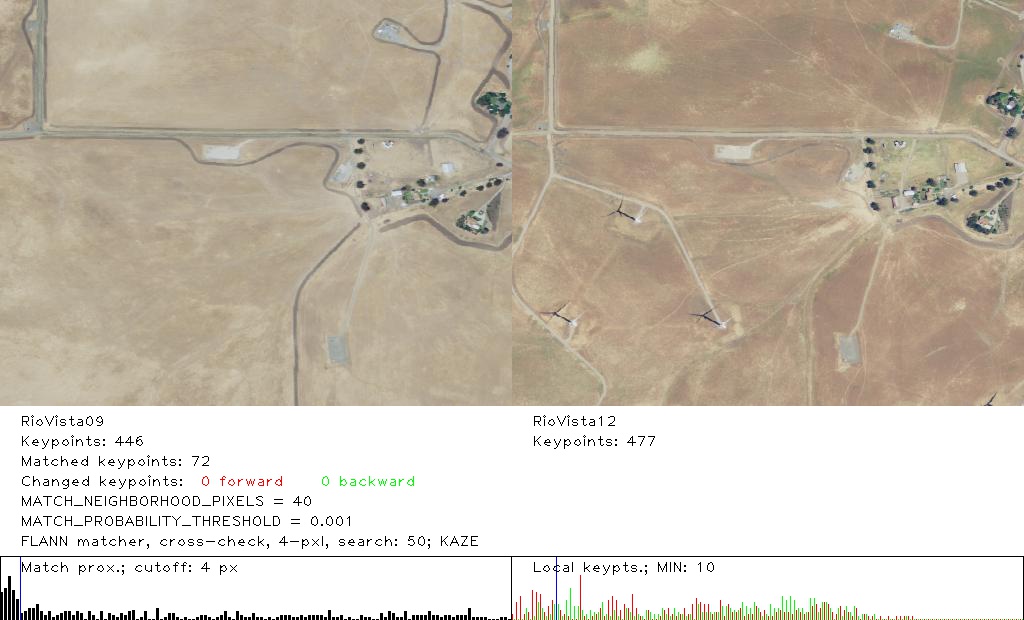 RioVista09
Keypoints: 446
Matched keypoints: 72
Changed keypoints: 0 forward 0 backward
MATCH_NEIGHBORHOOD_PIXELS = 40
MATCH_PROBABILITY_THRESHOLD = 0.001
FLANN matcher, cross-check, 4-pxl, search: 50; KAZE
RioVista12
Keypoints: 477
Match prox.; cutoff: 4 px
Local keypts.; MIN: 10